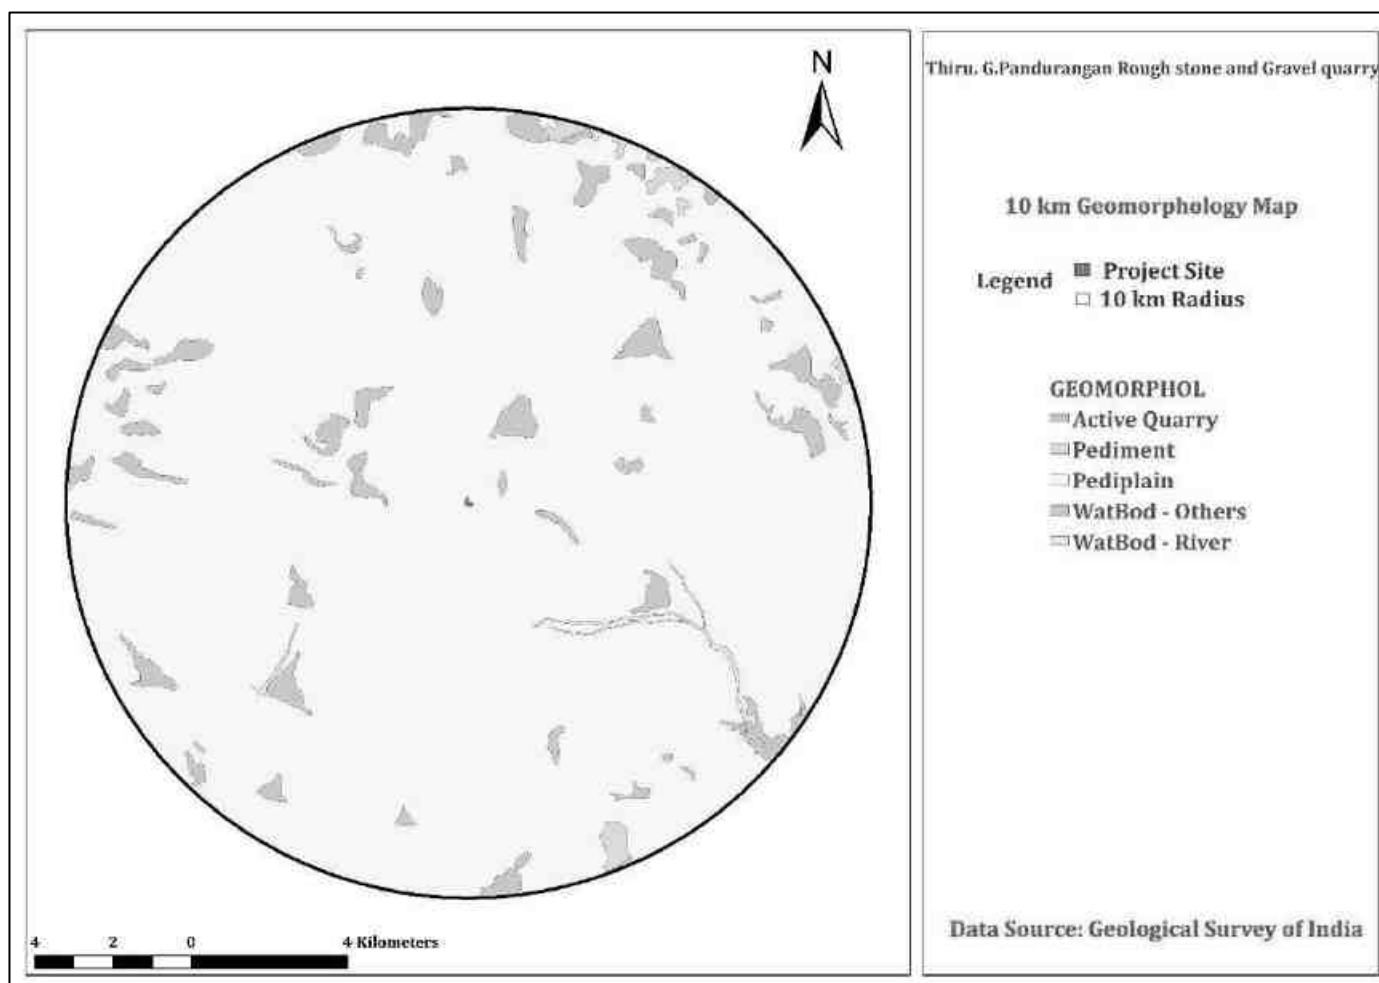 N
Thiru. G.Pandurangan Rough stone and Gravel quarry
10 km Geomorphology Map
Legend
Project Site
10 km Radius
GEOMORPHOL
Active Quarry
Pediment
Pediplain
WatBod - Others
WatBod - River
Data Source: Geological Survey of India
4 2 0 4 Kilometers